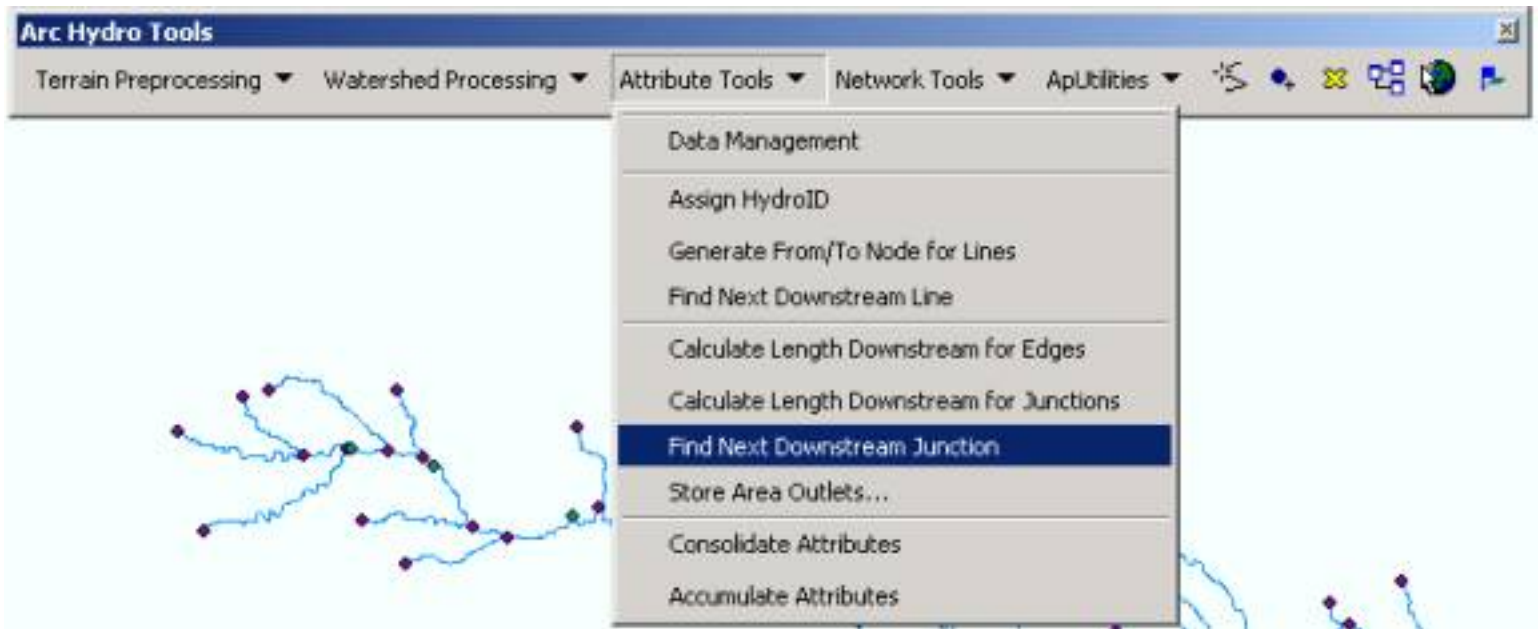 Arc Hydro Tools
Terrain Preprocessing Watershed Processing Attribute Tools Network Tools ApUtilities
Data Management
Assign HydroID
Generate From/To Node for Lines
Find Next Downstream Line
Calculate Length Downstream for Edges
Calculate Length Downstream for Junctions
Find Next Downstream Junction
Store Area Outlets...
Consolidate Attributes
Accumulate Attributes